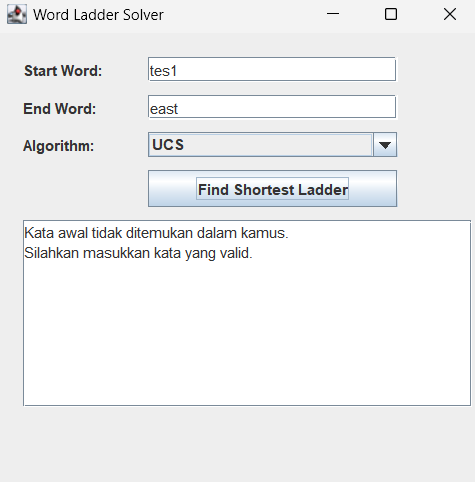 Word Ladder Solver
Start Word: tes1
End Word: east
Algorithm: UCS
Find Shortest Ladder
Kata awal tidak ditemukan dalam kamus.
Silahkan masukkan kata yang valid.